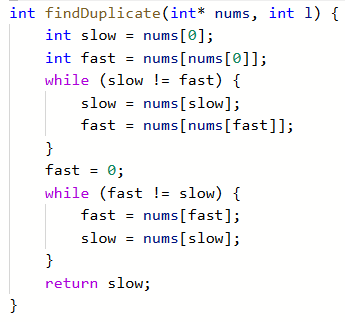 int findDuplicate(int* nums, int l) {
    int slow = nums[0];
    int fast = nums[nums[0]];
    while (slow != fast) {
        slow = nums[slow];
        fast = nums[nums[fast]];
    }
    fast = 0;
    while (fast != slow) {
        fast = nums[fast];
        slow = nums[slow];
    }
    return slow;
}